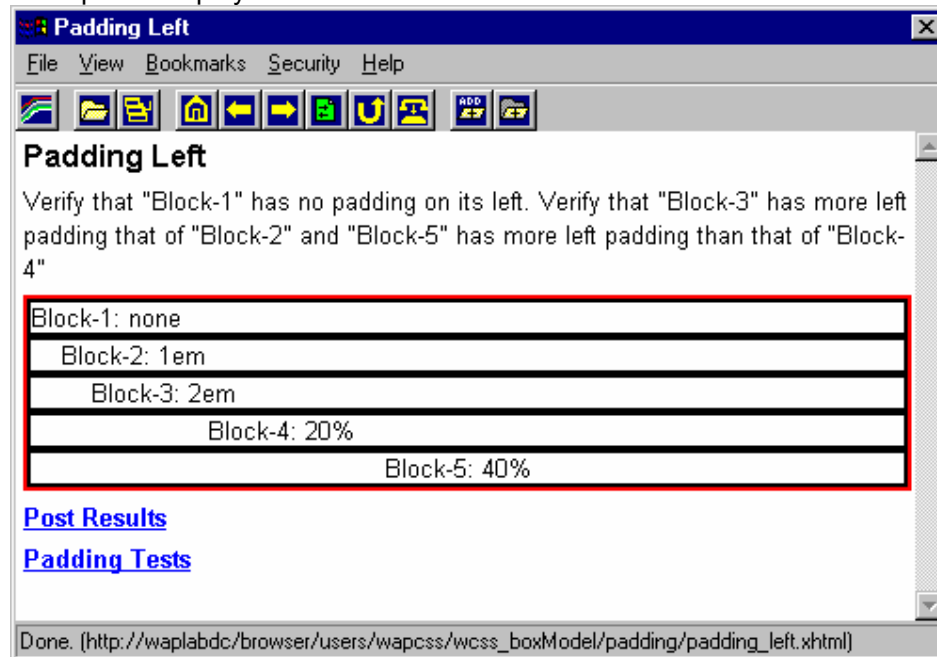 Padding Left
File View Bookmarks Security Help
ADD
Padding Left
Verify that "Block-1" has no padding on its left. Verify that "Block-3" has more left
padding that of "Block-2" and "Block-5" has more left padding than that of "Block-
4"
Block-1: none
Block-2: 1em
Block-3: 2em
Block-4: 20%
Block-5: 40%
Post Results
Padding Tests
Done. (http://waplabdc/browser/users/wapcss/wcss_boxModel/padding/padding_left.xhtml)